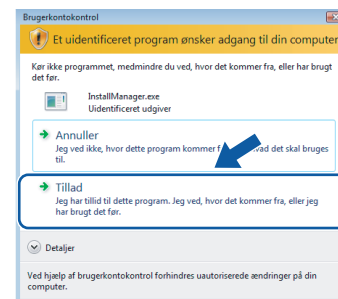 Brugerkontokontrol
Et uidentificeret program ønsker adgang til din computer
Kør ikke programmet, medmindre du ved, hvor det kommer fra, eller har brugt
det før.
InstallManager.exe
Uidentificeret udgiver
Annuller
Jeg ved ikke, hvor dette program kommer f vad det skal bruges
til.
Tillad
Jeg har tillid til dette program. Jeg ved, hvor det kommer fra, eller jeg
har brugt det før.
Detaljer
Ved hjælp af brugerkontokontrol forhindres uautoriserede ændringer på din
computer.